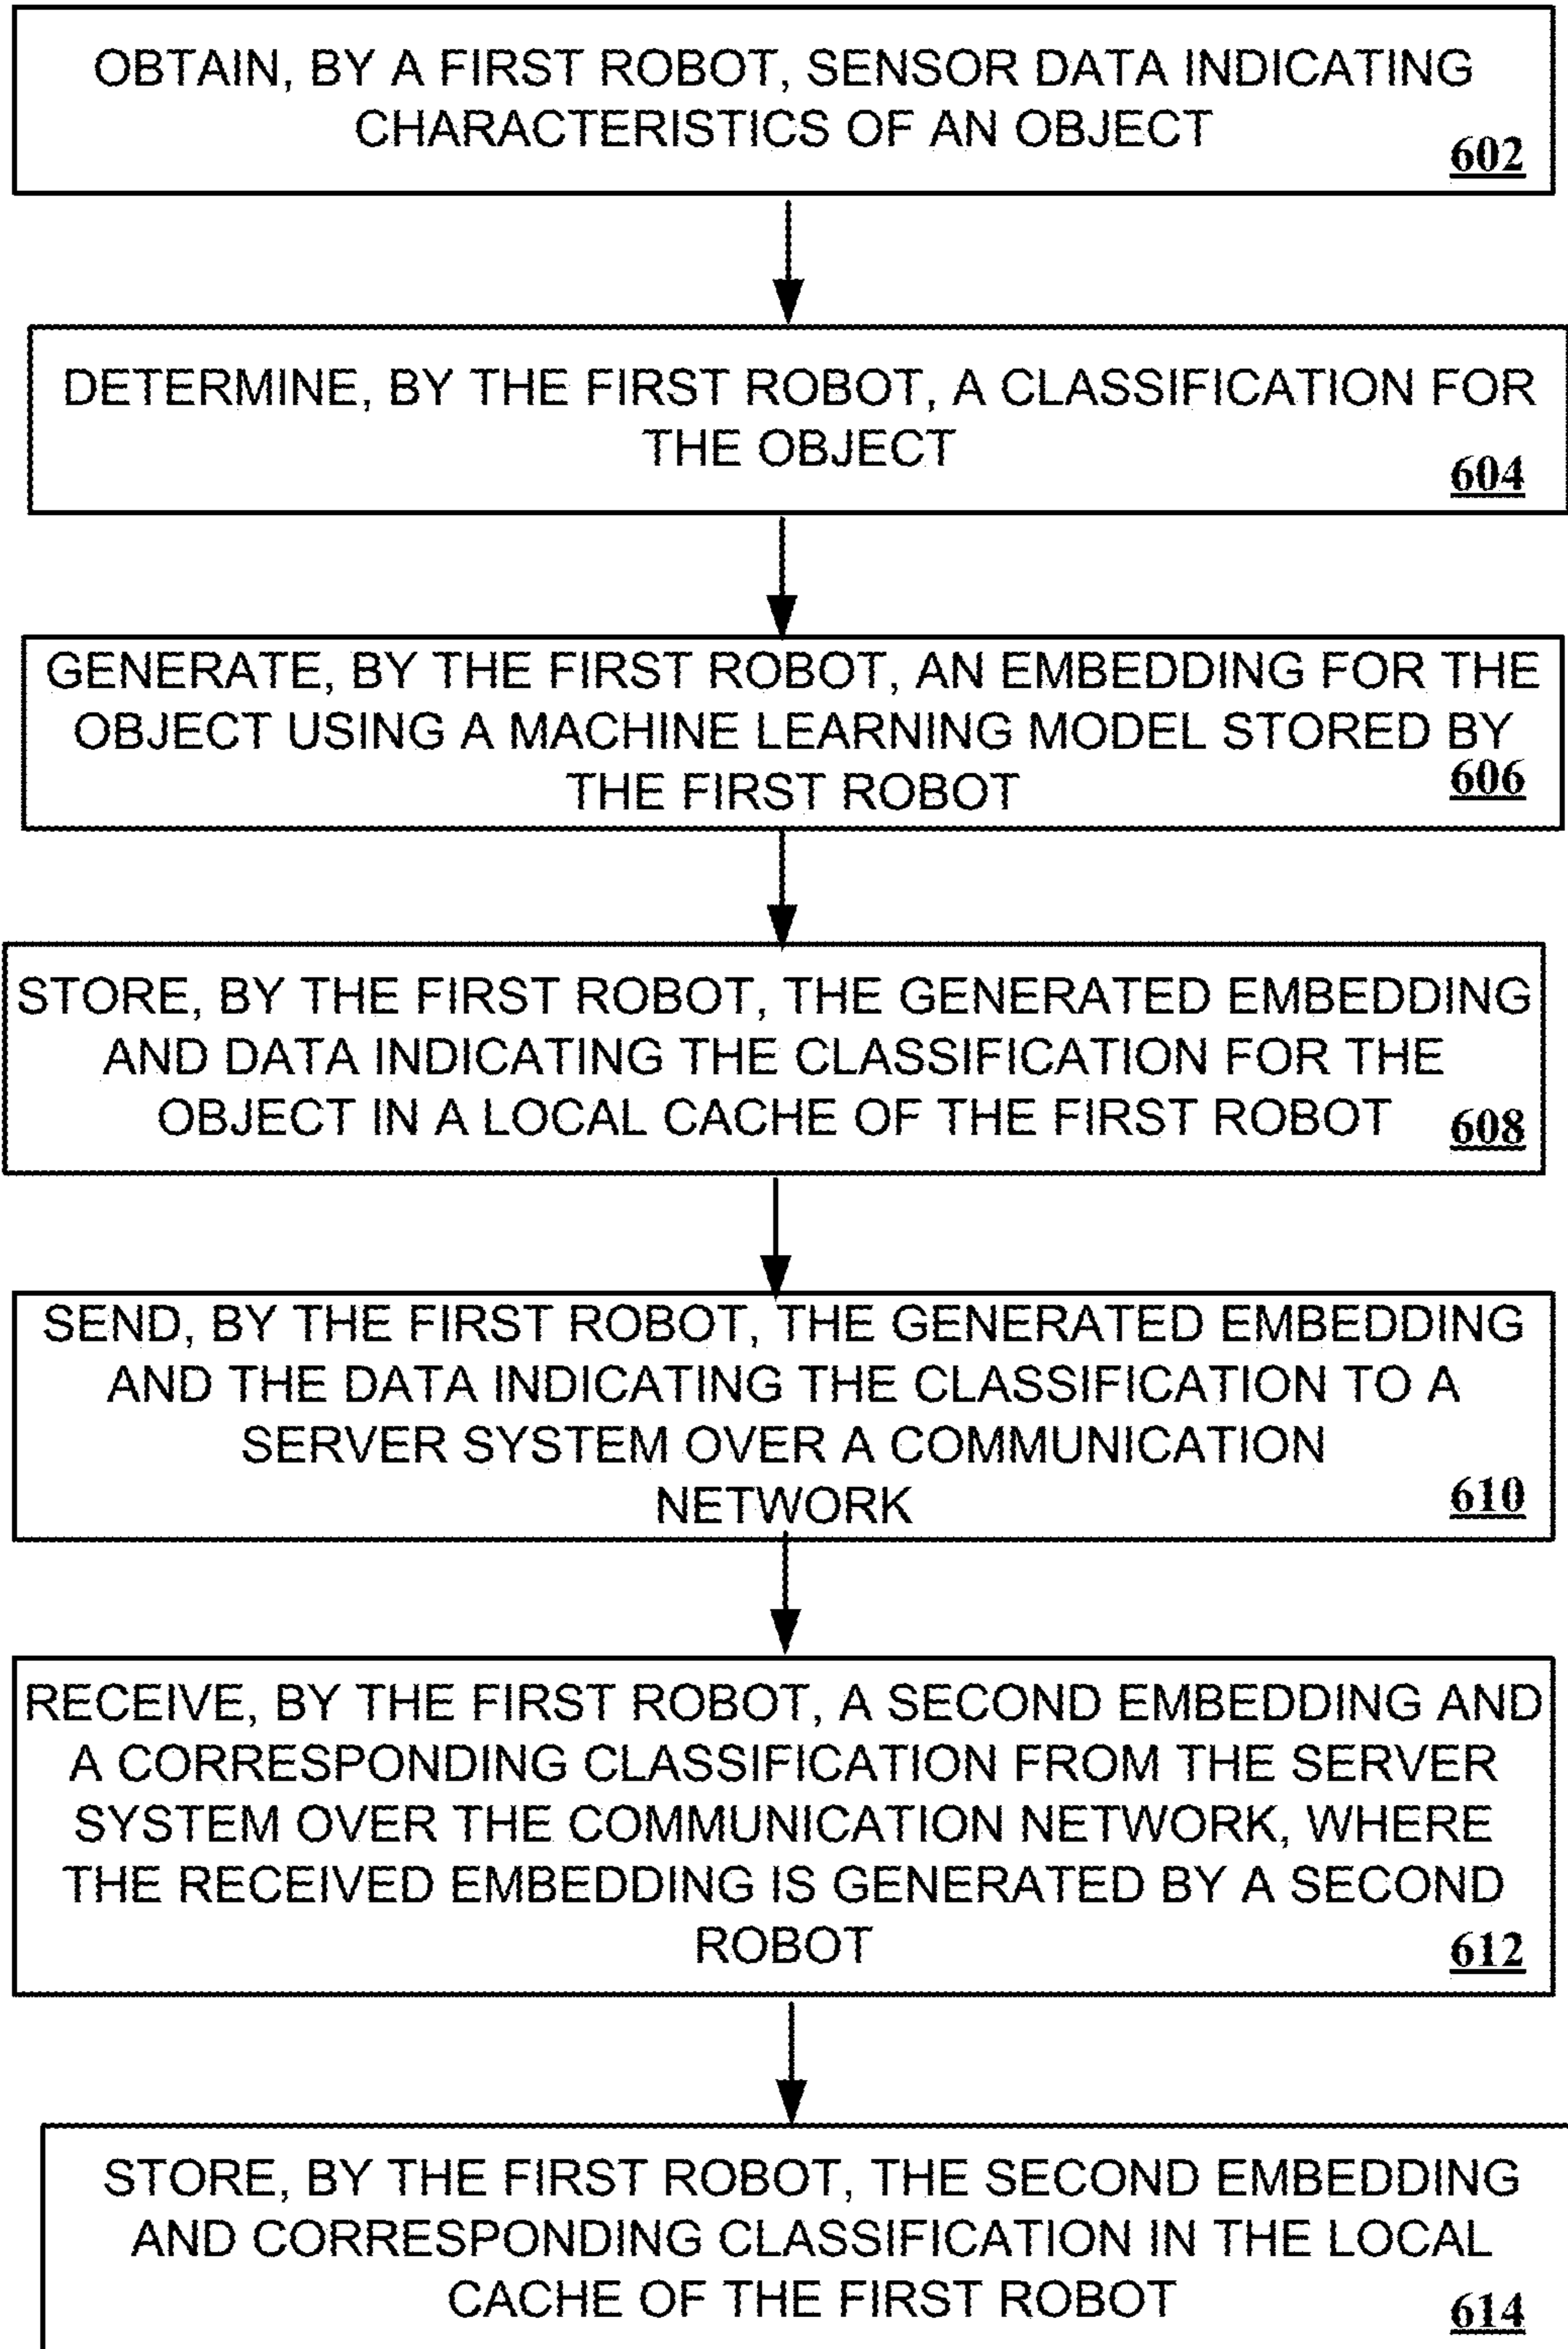 OBTAIN, BY A FIRST ROBOT, SENSOR DATA INDICATING
CHARACTERISTICS OF AN OBJECT
602
DETERMINE, BY THE FIRST ROBOT, A CLASSIFICATION FOR
THE OBJECT
604
GENERATE, BY THE FIRST ROBOT, AN EMBEDDING FOR THE
OBJECT USING A MACHINE LEARNING MODEL STORED BY
THE FIRST ROBOT
606
STORE, BY THE FIRST ROBOT, THE GENERATED EMBEDDING
AND DATA INDICATING THE CLASSIFICATION FOR THE
OBJECT IN A LOCAL CACHE OF THE FIRST ROBOT
608
SEND, BY THE FIRST ROBOT, THE GENERATED EMBEDDING
AND THE DATA INDICATING THE CLASSIFICATION TO A
SERVER SYSTEM OVER A COMMUNICATION
NETWORK
610
RECEIVE, BY THE FIRST ROBOT, A SECOND EMBEDDING AND
A CORRESPONDING CLASSIFICATION FROM THE SERVER
SYSTEM OVER THE COMMUNICATION NETWORK, WHERE
THE RECEIVED EMBEDDING IS GENERATED BY A SECOND
ROBOT
612
STORE, BY THE FIRST ROBOT, THE SECOND EMBEDDING
AND CORRESPONDING CLASSIFICATION IN THE LOCAL
CACHE OF THE FIRST ROBOT
614